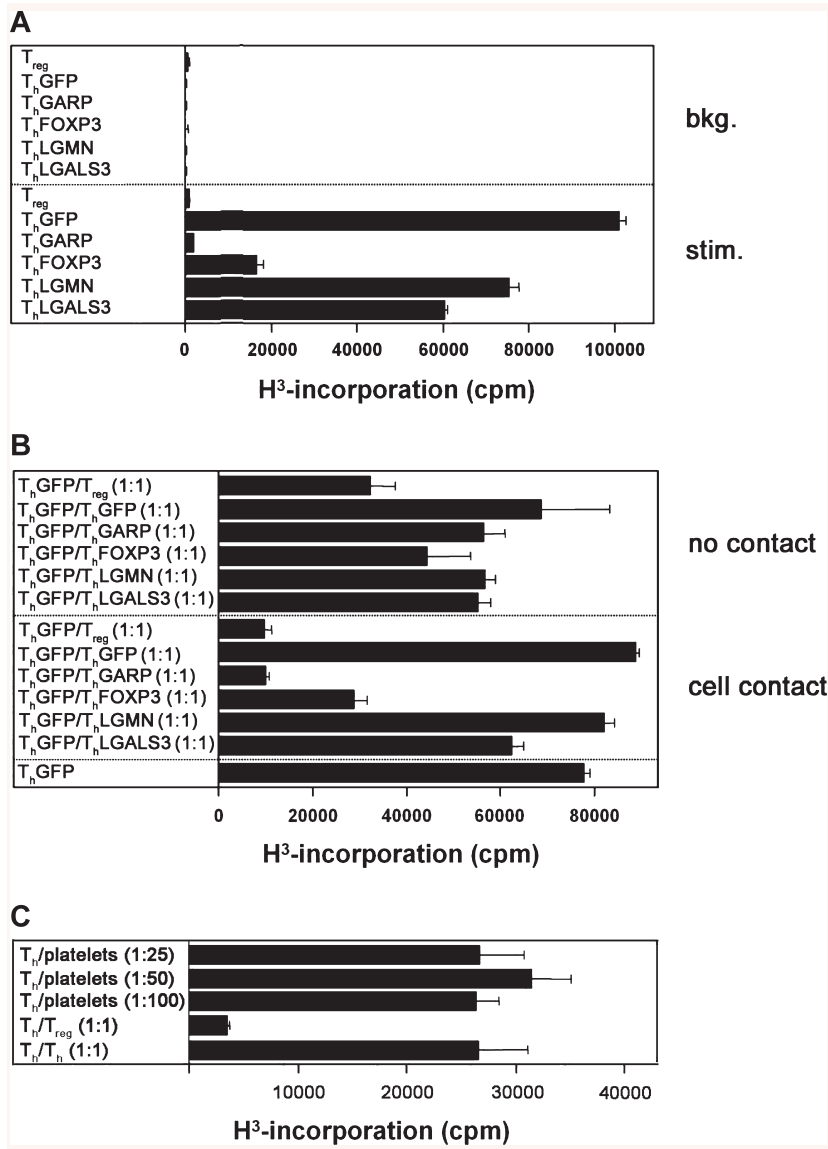 A
Treg
ThGFP
ThGARP
ThFOXP3
ThLGMN
ThLGALS3
bkg.
Treg
ThGFP
ThGARP
ThFOXP3
ThLGMN
ThLGALS3
stim.
0 20000 40000 60000 80000 100000
H³-incorporation (cpm)
B
ThGFP/Treg (1:1)
ThGFP/ThGFP (1:1)
ThGFP/ThGARP (1:1)
ThGFP/ThFOXP3 (1:1)
ThGFP/ThLGMN (1:1)
ThGFP/ThLGALS3 (1:1)
no contact
ThGFP/Treg (1:1)
ThGFP/ThGFP (1:1)
ThGFP/ThGARP (1:1)
ThGFP/ThFOXP3 (1:1)
ThGFP/ThLGMN (1:1)
ThGFP/ThLGALS3 (1:1)
cell contact
ThGFP
0 20000 40000 60000 80000
H³-incorporation (cpm)
C
Th/platelets (1:25)
Th/platelets (1:50)
Th/platelets (1:100)
Th/Treg (1:1)
Th/Th (1:1)
10000 20000 30000 40000
H³-incorporation (cpm)